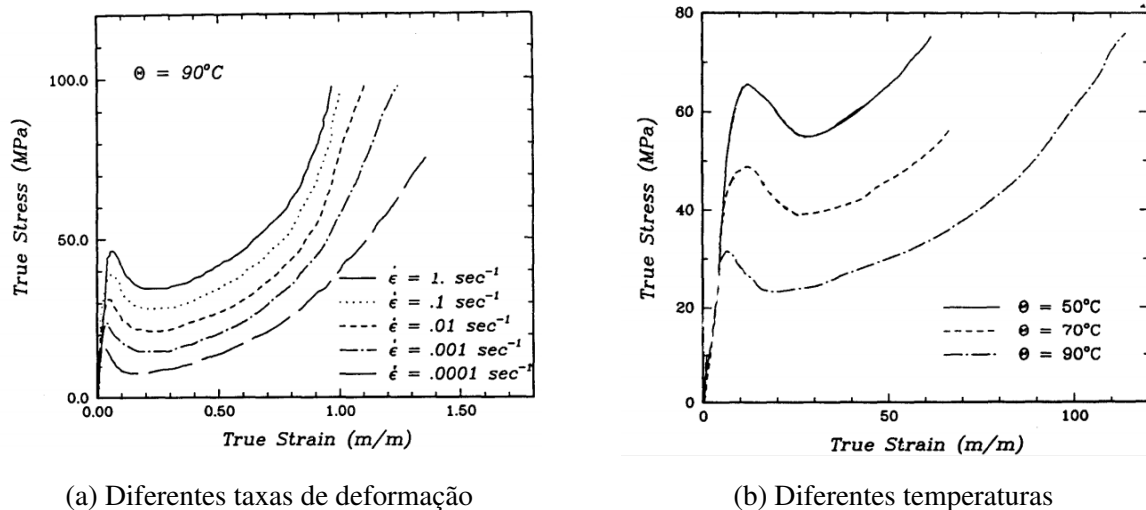 Θ = 90°C
100.0
50.0
0.0
True Stress (MPa)
ε̇ = 1. sec⁻¹
ε̇ = .1 sec⁻¹
ε̇ = .01 sec⁻¹
ε̇ = .001 sec⁻¹
ε̇ = .0001 sec⁻¹
0.00 0.50 1.00 1.50
True Strain (m/m)
(a) Diferentes taxas de deformação
80
60
40
20
0
True Stress (MPa)
Θ = 50°C
Θ = 70°C
Θ = 90°C
0 50 100
True Strain (m/m)
(b) Diferentes temperaturas